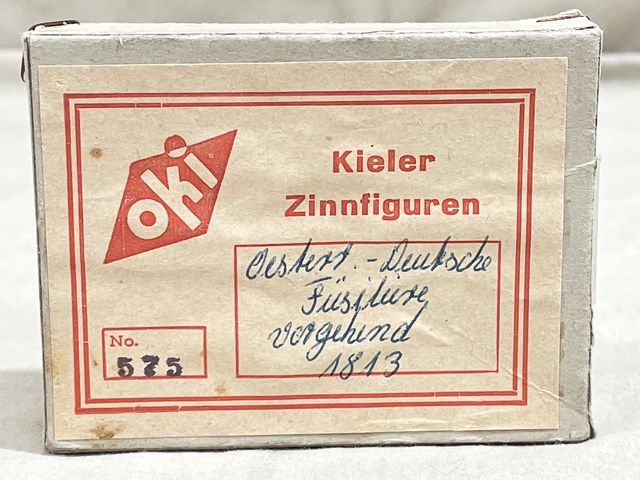 oki
Kieler
Zinnfiguren
Oesterr.-Deutsche
Füsiliere
vorgehend
1813
No.
575